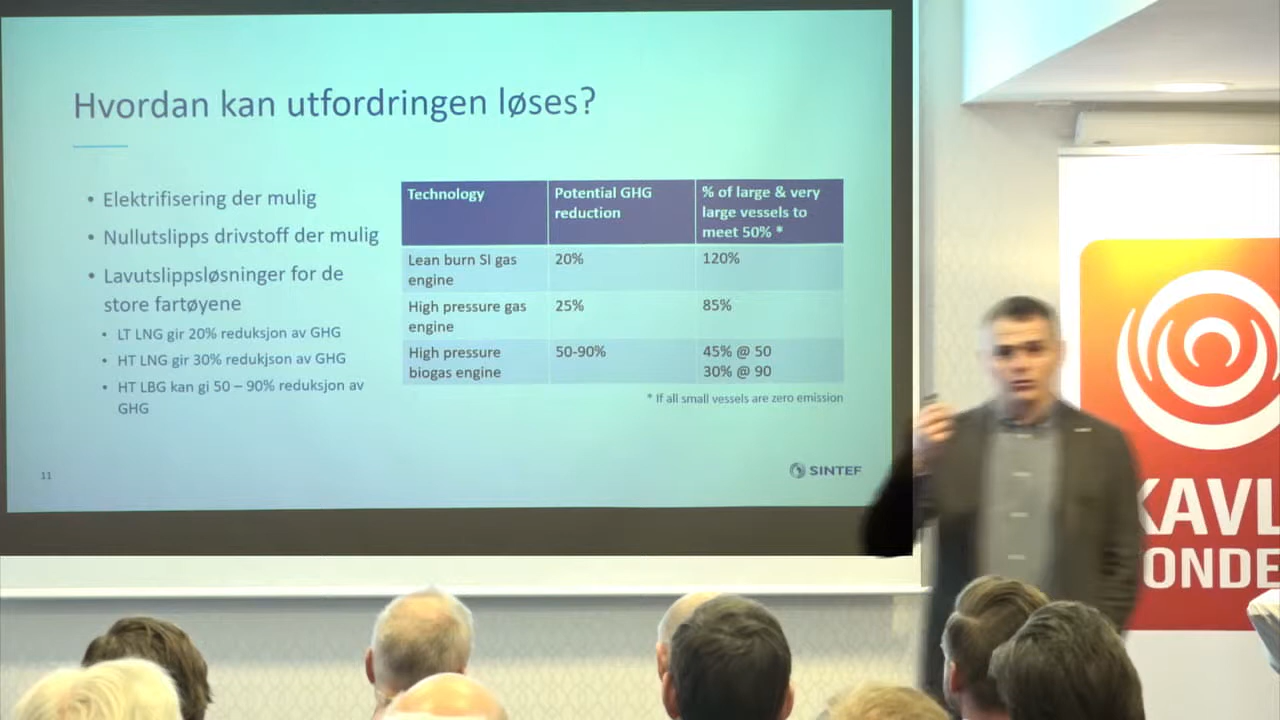 Hvordan kan utfordringen løses?
• Elektrifisering der mulig
• Nullutslipps drivstoff der mulig
• Lavutslippsløsninger for de
store fartøyene
• LT LNG gir 20% reduksjon av GHG
• HT LNG gir 30% redukjson av GHG
• HT LBG kan gi 50 – 90% reduksjon av
GHG
Technology
Potential GHG
reduction
% of large & very
large vessels to
meet 50% *
Lean burn SI gas
engine
20%
120%
High pressure gas
engine
25%
85%
High pressure
biogas engine
50-90%
45% @ 50
30% @ 90
* If all small vessels are zero emission
11
SINTEF
KAVL
ONDE